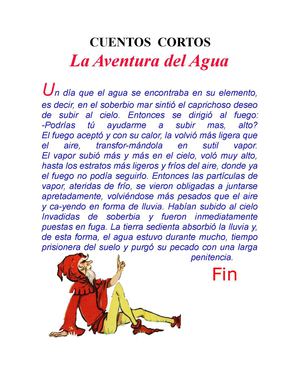 CUENTOS CORTOS
La Aventura del Agua
Un día que el agua se encontraba en su elemento,
es decir, en el soberbio mar sintió el caprichoso deseo
de subir al cielo. Entonces se dirigió al fuego:
-Podrías tú ayudarme a subir mas, alto?
El fuego aceptó y con su calor, la volvió más ligera que
el aire, transfor-mándola en sutil vapor.
El vapor subió más y más en el cielo, voló muy alto,
hasta los estratos más ligeros y fríos del aire, donde ya
el fuego no podía seguirlo. Entonces las partículas de
vapor, ateridas de frío, se vieron obligadas a juntarse
apretadamente, volviéndose más pesados que el aire
y ca-yendo en forma de lluvia. Habían subido al cielo
Invadidas de soberbia y fueron inmediatamente
puestas en fuga. La tierra sedienta absorbió la lluvia y,
de esta forma, el agua estuvo durante mucho, tiempo
prisionera del suelo y purgó su pecado con una larga
penitencia.
Fin